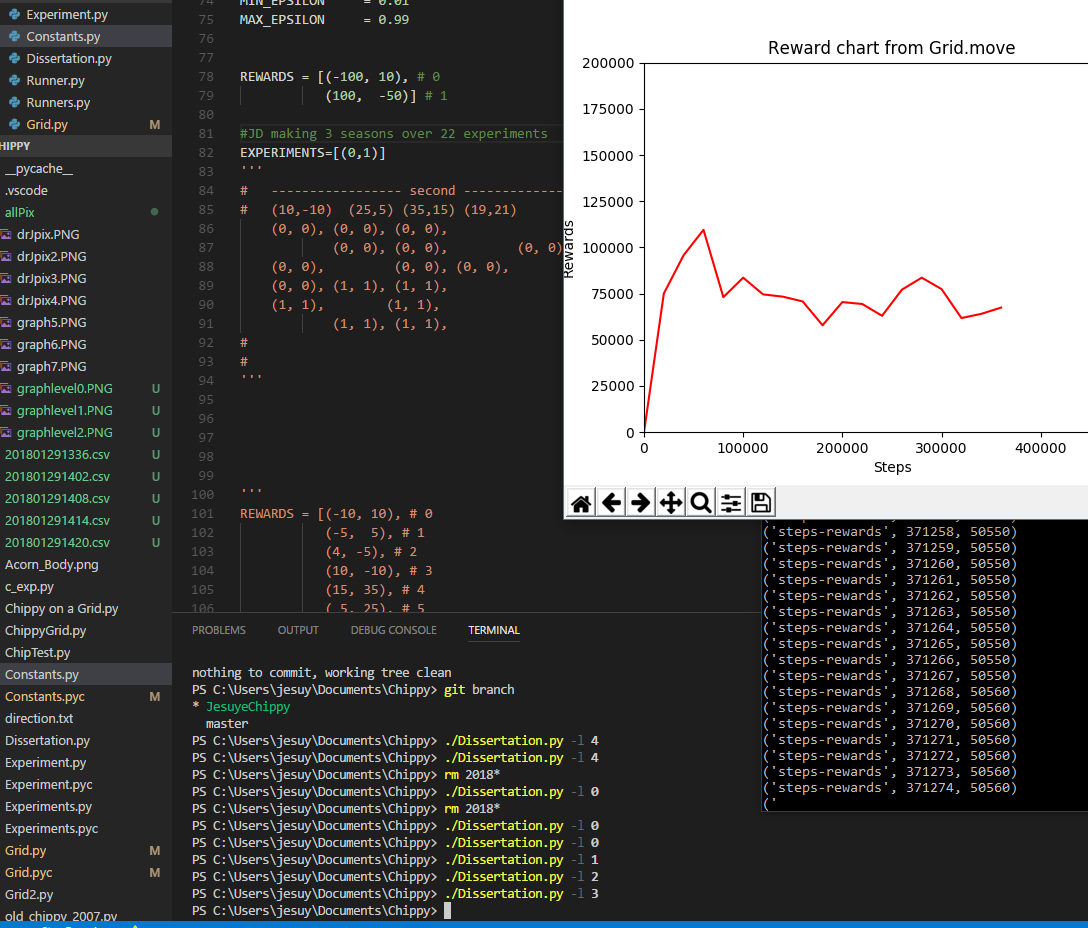 Experiment.py
Constants.py
Dissertation.py
Runner.py
Runners.py
Grid.py M
HIPPY
__pycache__
.vscode
allPix
drJpix.PNG
drJpix2.PNG
drJpix3.PNG
drJpix4.PNG
graph5.PNG
graph6.PNG
graph7.PNG
graphlevel0.PNG U
graphlevel1.PNG U
graphlevel2.PNG U
201801291336.csv U
201801291402.csv U
201801291408.csv U
201801291414.csv U
201801291420.csv U
Acorn_Body.png
c_exp.py
Chippy on a Grid.py
ChippyGrid.py
ChipTest.py
Constants.py
Constants.pyc M
direction.txt
Dissertation.py
Experiment.py
Experiment.pyc
Experiments.py
Experiments.pyc
Grid.py M
Grid.pyc M
Grid2.py
old_chippy_2007.py
74 MIN_EPSILON = 0.01
75 MAX_EPSILON = 0.99
76
77
78 REWARDS = [(-100, 10), # 0
79 (100, -50)] # 1
80
81 #JD making 3 seasons over 22 experiments
82 EXPERIMENTS=[(0,1)]
83 '''
84 # ----------------- second -------------
85 # (10,-10) (25,5) (35,15) (19,21)
86 (0, 0), (0, 0), (0, 0),
87 (0, 0), (0, 0), (0, 0)
88 (0, 0), (0, 0), (0, 0),
89 (0, 0), (1, 1), (1, 1),
90 (1, 1), (1, 1),
91 (1, 1), (1, 1),
92 #
93 #
94 '''
95
96
97
98
99
100 '''
101 REWARDS = [(-10, 10), # 0
102 (-5, 5), # 1
103 (4, -5), # 2
104 (10, -10), # 3
105 (15, 35), # 4
106 ( 5, 25), # 5
Reward chart from Grid.move
200000
175000
150000
125000
100000
75000
50000
25000
0
Rewards
0 100000 200000 300000 400000
Steps
('steps-rewards', 371258, 50550)
('steps-rewards', 371259, 50550)
('steps-rewards', 371260, 50550)
('steps-rewards', 371261, 50550)
('steps-rewards', 371262, 50550)
('steps-rewards', 371263, 50550)
('steps-rewards', 371264, 50550)
('steps-rewards', 371265, 50550)
('steps-rewards', 371266, 50550)
('steps-rewards', 371267, 50550)
('steps-rewards', 371268, 50560)
('steps-rewards', 371269, 50560)
('steps-rewards', 371270, 50560)
('steps-rewards', 371271, 50560)
('steps-rewards', 371272, 50560)
('steps-rewards', 371273, 50560)
('steps-rewards', 371274, 50560)
('
PROBLEMS OUTPUT DEBUG CONSOLE TERMINAL
nothing to commit, working tree clean
PS C:\Users\jesuy\Documents\Chippy> git branch
* JesuyeChippy
master
PS C:\Users\jesuy\Documents\Chippy> ./Dissertation.py -l 4
PS C:\Users\jesuy\Documents\Chippy> ./Dissertation.py -l 4
PS C:\Users\jesuy\Documents\Chippy> rm 2018*
PS C:\Users\jesuy\Documents\Chippy> ./Dissertation.py -l 0
PS C:\Users\jesuy\Documents\Chippy> rm 2018*
PS C:\Users\jesuy\Documents\Chippy> ./Dissertation.py -l 0
PS C:\Users\jesuy\Documents\Chippy> ./Dissertation.py -l 0
PS C:\Users\jesuy\Documents\Chippy> ./Dissertation.py -l 1
PS C:\Users\jesuy\Documents\Chippy> ./Dissertation.py -l 2
PS C:\Users\jesuy\Documents\Chippy> ./Dissertation.py -l 3
PS C:\Users\jesuy\Documents\Chippy>